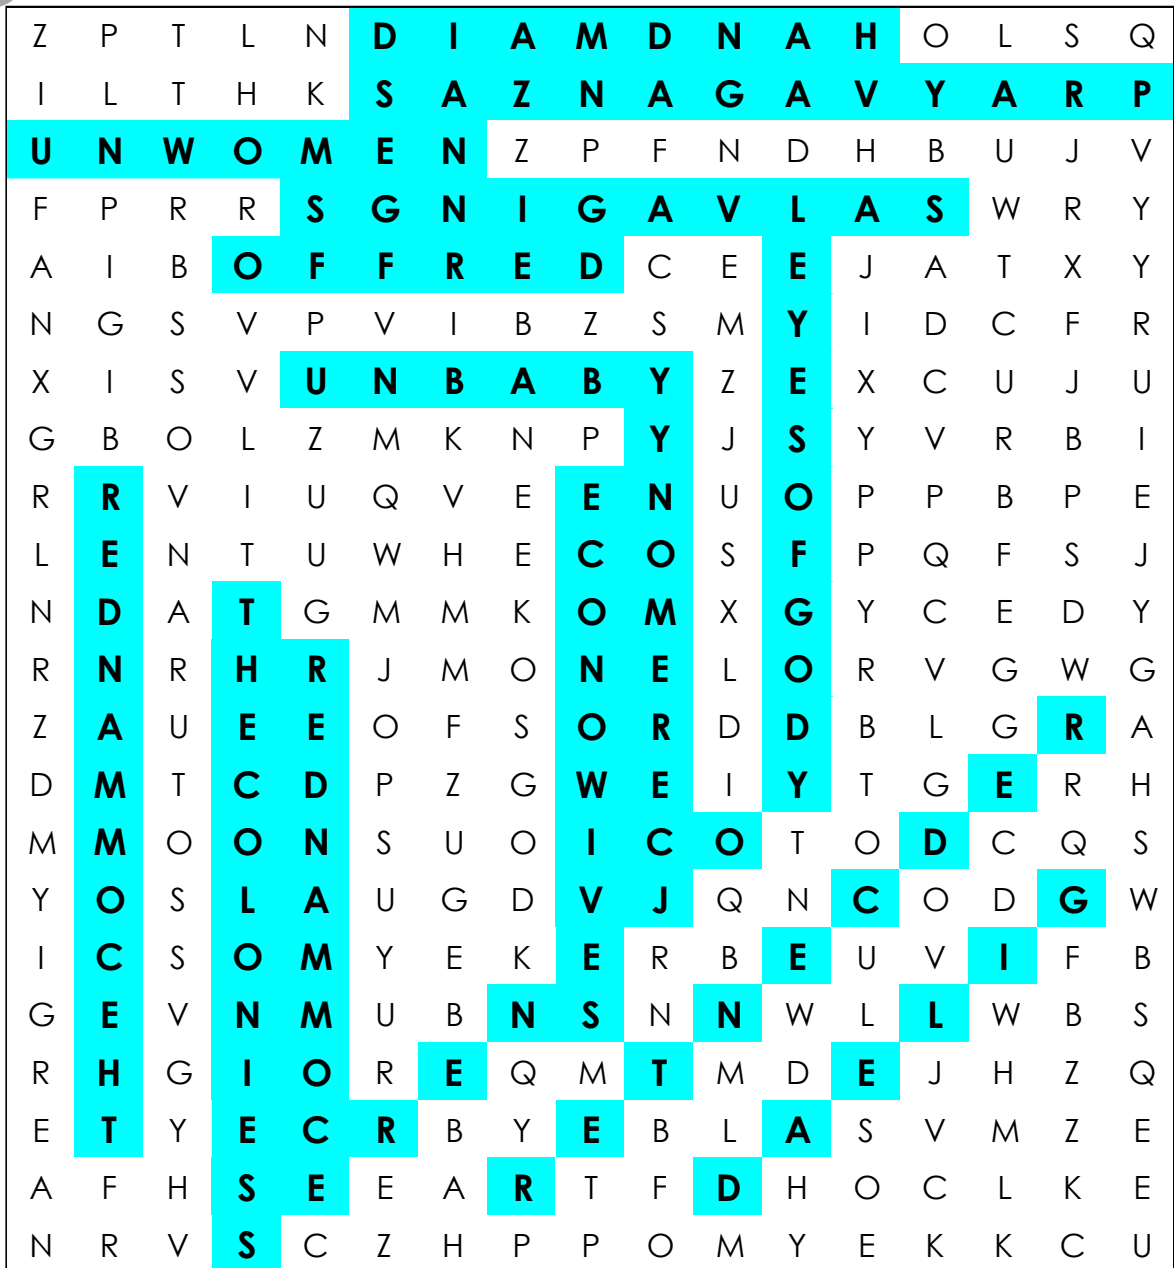 Z P T L N D I A M D N A H O L S Q
I L T H K S A Z N A G A V Y A R P
U N W O M E N Z P F N D H B U J V
F P R R S G N I G A V L A S W R Y
A I B O F F R E D C E E J A T X Y
N G S V P V I B Z S M Y I D C F R
X I S V U N B A B Y Z E X C U J U
G B O L Z M K N P Y J S Y V R B I
R R V I U Q V E E N U O P P B P E
L E N T U W H E C O S F P Q F S J
N D A T G M M K O M X G Y C E D Y
R N R H R J M O N E L O R V G W G
Z A U E E O F S O R D D B L G R A
D M T C D P Z G W E I Y T G E R H
M M O O N S U O I C O T O D C Q S
Y O S L A U G D V J Q N C O D G W
I C S O M Y E K E R B E U V I F B
G E V N M U B N S N N W L L W B S
R H G I O R E Q M T M D E J H Z Q
E T Y E C R B Y E B L A S V M Z E
A F H S E E A R T F D H O C L K E
N R V S C Z H P P O M Y E K K C U